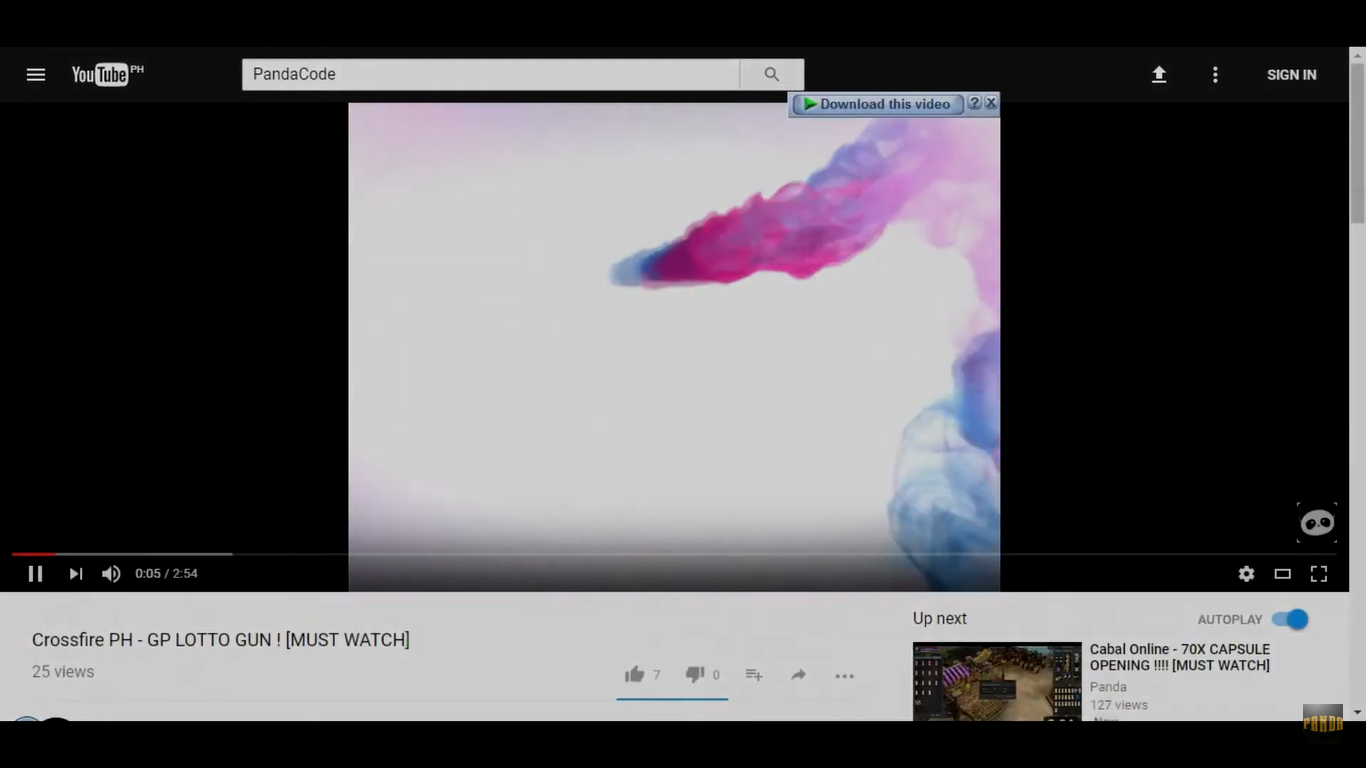 YouTube PH
PandaCode
SIGN IN
Download this video ? X
0:05 / 2:54
Crossfire PH - GP LOTTO GUN ! [MUST WATCH]
25 views
7
0
Up next
AUTOPLAY
Cabal Online - 70X CAPSULE
OPENING !!!! [MUST WATCH]
Panda
127 views
New
PANDA